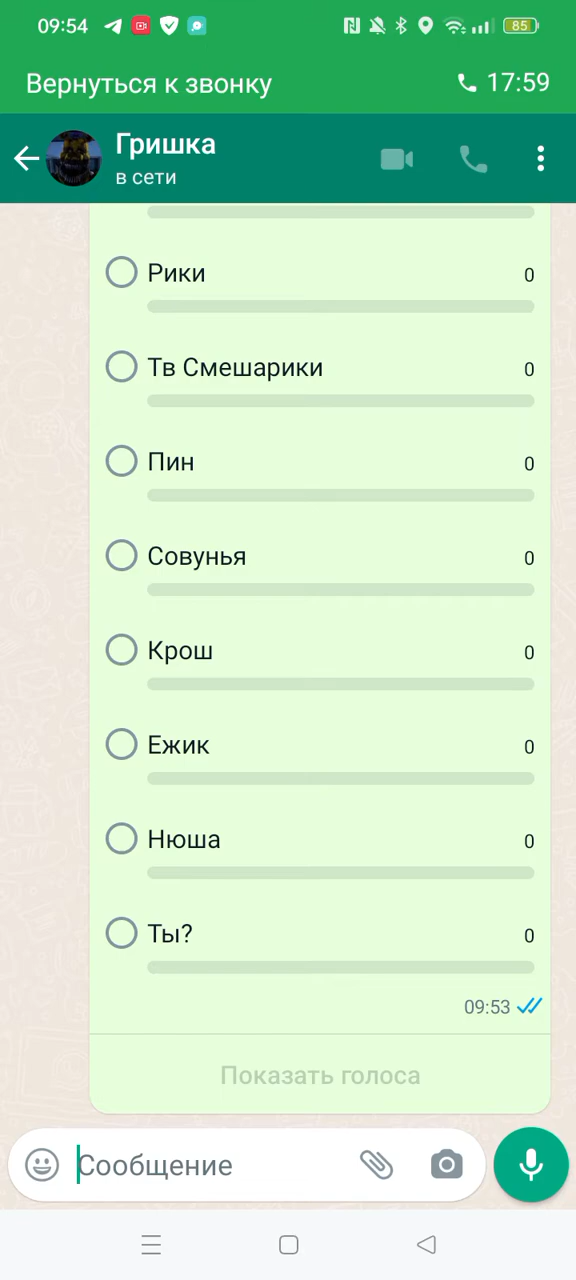 09:54
85
Вернуться к звонку
17:59
Гришка
в сети
Рики 0
Тв Смешарики 0
Пин 0
Совунья 0
Крош 0
Ежик 0
Нюша 0
Ты? 0
09:53
Показать голоса
Сообщение